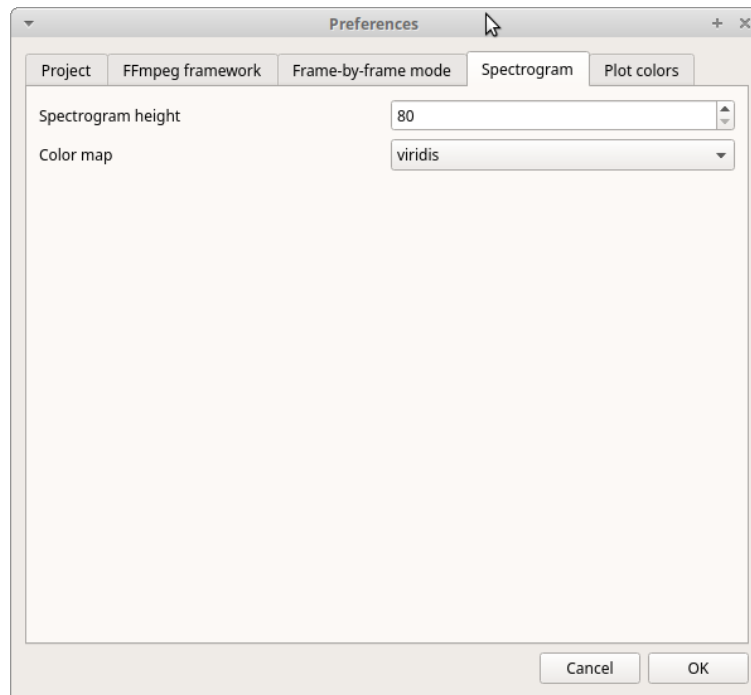 Preferences
Project FFmpeg framework Frame-by-frame mode Spectrogram Plot colors
Spectrogram height 80
Color map viridis
Cancel OK